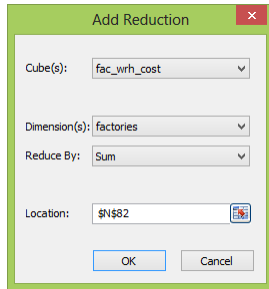 Add Reduction
Cube(s): fac_wrh_cost
Dimension(s): factories
Reduce By: Sum
Location: $N$82
OK Cancel